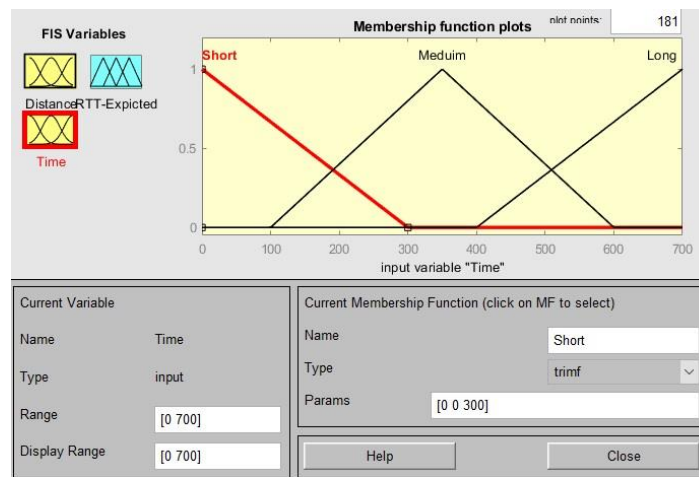 FIS Variables
Distance
RTT-Expicted
Time
Membership function plots
plot points:
181
Short
Meduim
Long
1
0.5
0
0 100 200 300 400 500 600 700
input variable "Time"
Current Variable
Name Time
Type input
Range [0 700]
Display Range [0 700]
Current Membership Function (click on MF to select)
Name Short
Type trimf
Params [0 0 300]
Help Close